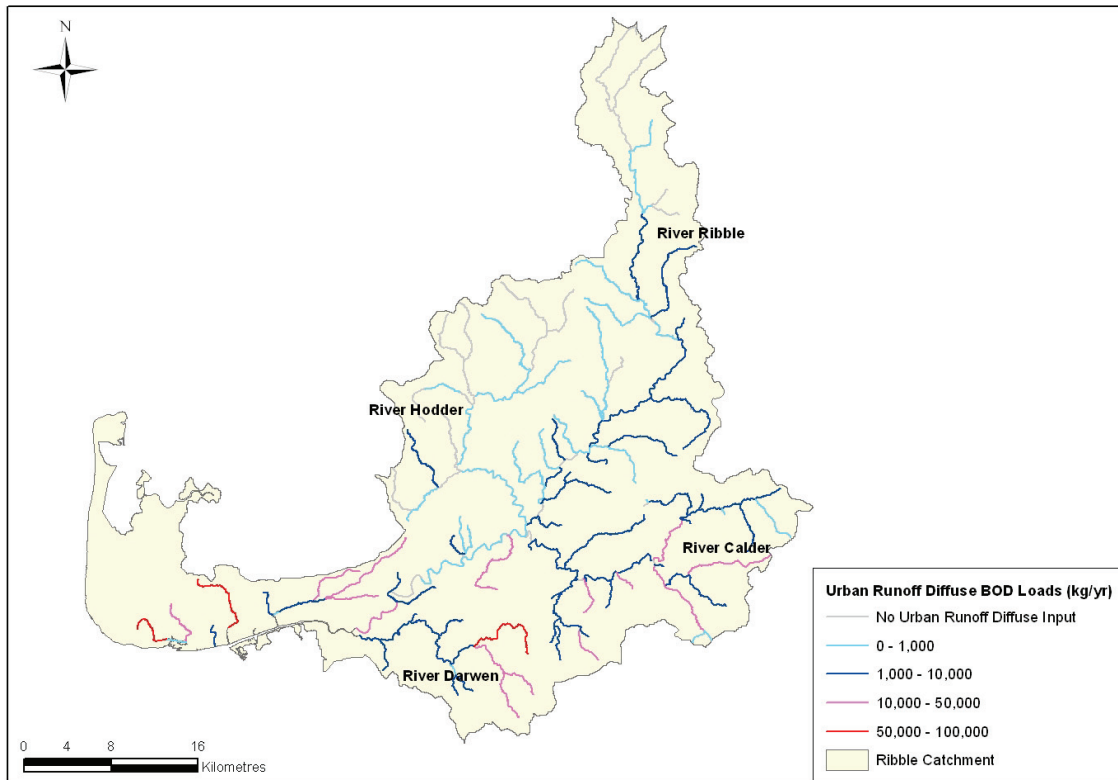 N
River Ribble
River Hodder
River Calder
River Darwen
Urban Runoff Diffuse BOD Loads (kg/yr)
No Urban Runoff Diffuse Input
0 - 1,000
1,000 - 10,000
10,000 - 50,000
50,000 - 100,000
Ribble Catchment
0 4 8 16
Kilometres